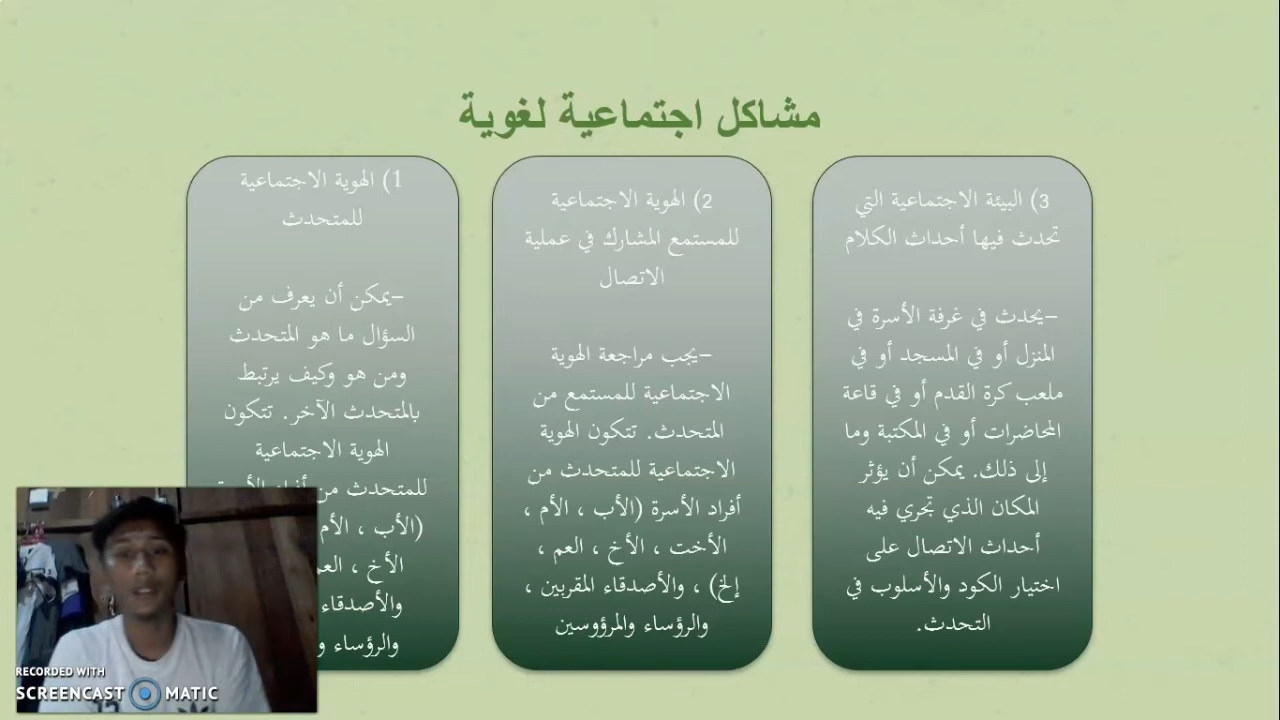 مشاكل اجتماعية لغوية
1) الهوية الاجتماعية
للمتحدث
–يمكن أن يعرف من
السؤال ما هو المتحدث
ومن هو وكيف يرتبط
بالمتحدث الآخر. تتكون
الهوية الاجتماعية
للمتحدث من
(الأب ، الأم
الأخ ، العم
والأصدقاء
والرؤساء
2) الهوية الاجتماعية
للمستمع المشارك في عملية
الاتصال
–يجب مراجعة الهوية
الاجتماعية للمستمع من
المتحدث. تتكون الهوية
الاجتماعية للمتحدث من
أفراد الأسرة (الأب ، الأم ،
الأخت ، الأخ ، العم ،
إلخ) ، والأصدقاء المقربين ،
والرؤساء والمرؤوسين
3) البيئة الاجتماعية التي
تحدث فيها أحداث الكلام
–يحدث في غرفة الأسرة في
المنزل أو في المسجد أو في
ملعب كرة القدم أو في قاعة
المحاضرات أو في المكتبة وما
إلى ذلك. يمكن أن يؤثر
المكان الذي تجري فيه
أحداث الاتصال على
اختيار الكود والأسلوب في
التحدث.
RECORDED WITH
SCREENCAST MATIC